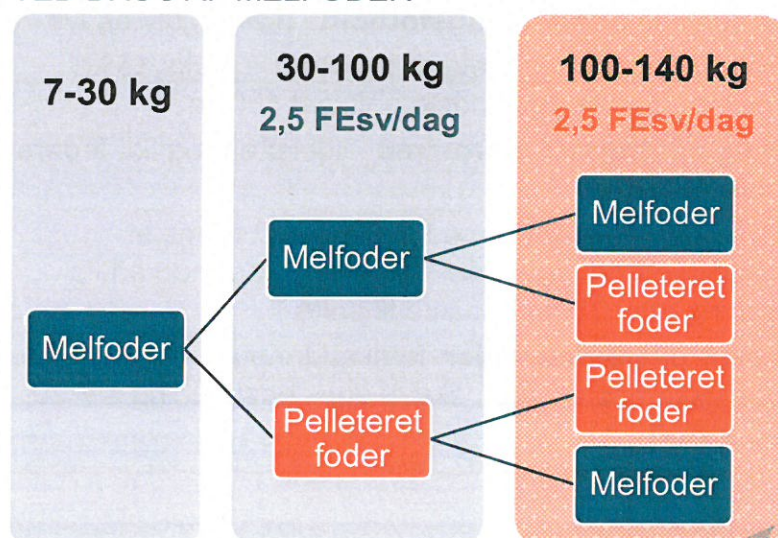 7-30 kg
30-100 kg
2,5 FEsv/dag
100-140 kg
2,5 FEsv/dag
Melfoder
Melfoder
Pelleteret
foder
Melfoder
Pelleteret
foder
Pelleteret
foder
Melfoder